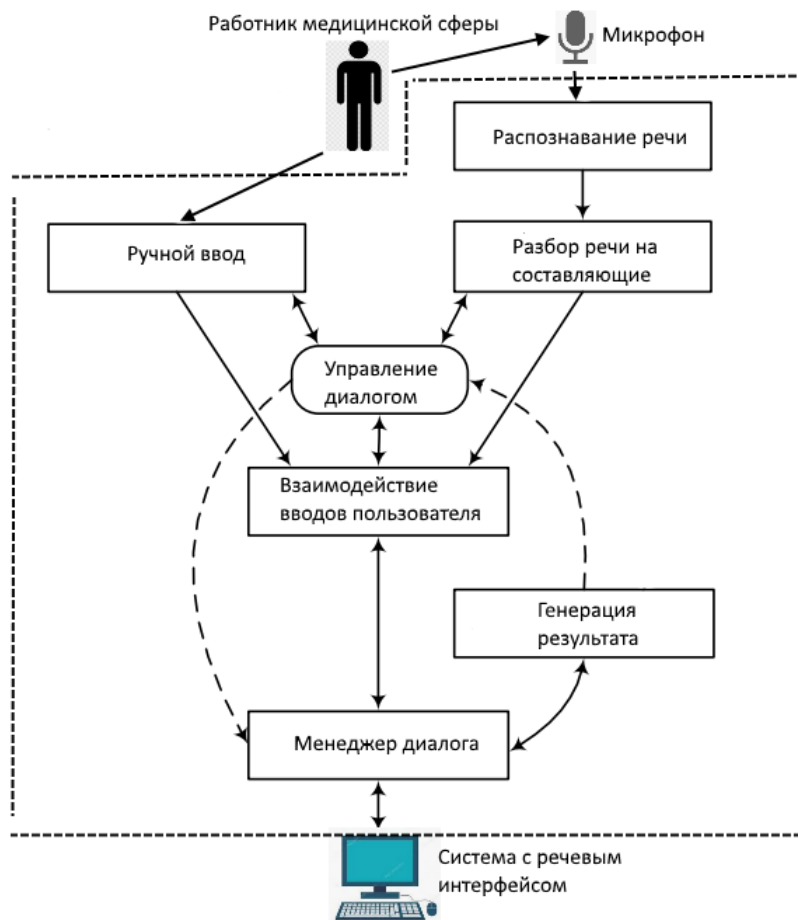 Работник медицинской сферы
Микрофон
Распознавание речи
Ручной ввод
Разбор речи на
составляющие
Управление
диалогом
Взаимодействие
вводов пользователя
Генерация
результата
Менеджер диалога
Система с речевым
интерфейсом